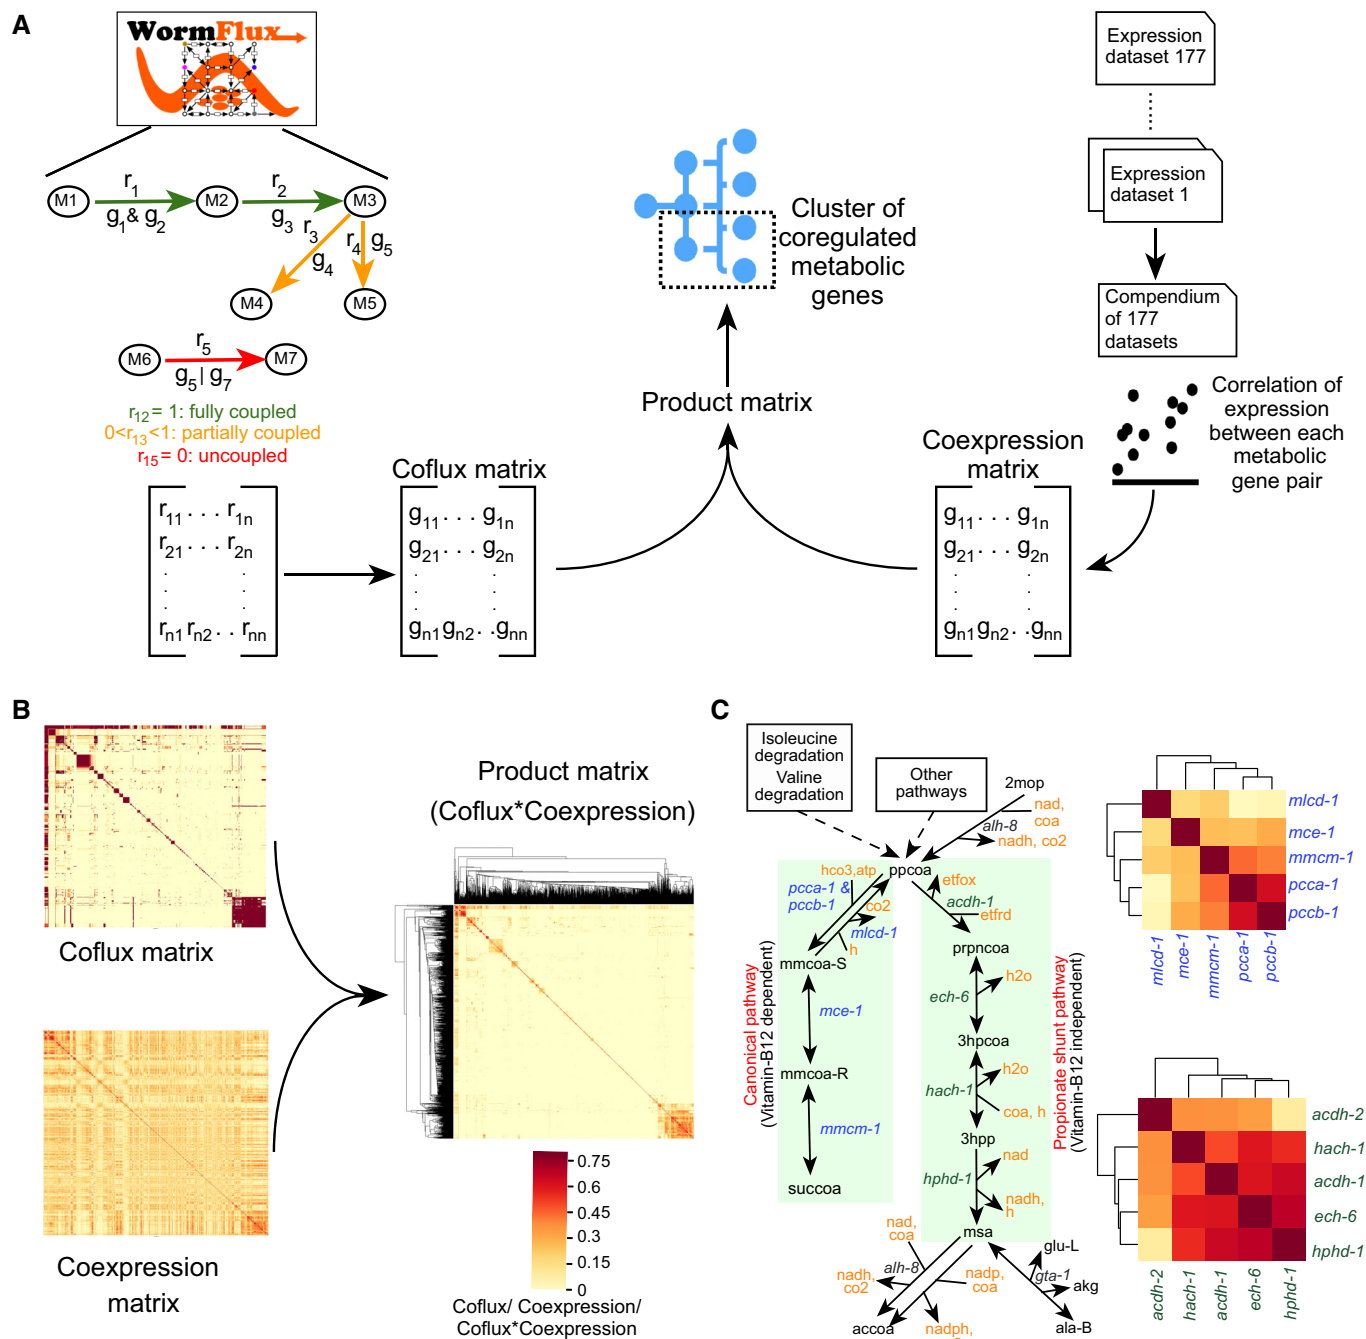 A
WormFlux
M1
r1
g1& g2
M2
r2
g3
M3
r3
g4
r4
g5
M4
M5
M6
r5
g5| g7
M7
r12= 1: fully coupled
0<r13<1: partially coupled
r15= 0: uncoupled
r11 . . . r1n
r21 . . . r2n
rn1 rn2 . . rnn
Coflux matrix
g11 . . . g1n
g21 . . . g2n
gn1 gn2 . . gnn
Cluster of
coregulated
metabolic
genes
Product matrix
Coexpression
matrix
g11 . . . g1n
g21 . . . g2n
gn1 gn2 . . gnn
Expression
dataset 177
Expression
dataset 1
Compendium
of 177
datasets
Correlation of
expression
between each
metabolic
gene pair
B
Coflux matrix
Coexpression
matrix
Product matrix
(Coflux*Coexpression)
0.75
0.6
0.45
0.3
0.15
0
Coflux/ Coexpression/
Coflux*Coexpression
C
Isoleucine
degradation
Valine
degradation
Other
pathways
2mop
nad,
coa
alh-8
nadh, co2
ppcoa
hco3,atp
pcca-1 &
pccb-1
co2
mlcd-1
h
etfox
acdh-1
etfrd
mmcoa-S
mce-1
mmcoa-R
mmcm-1
succoa
Canonical pathway
(Vitamin-B12 dependent)
prpncoa
ech-6
h2o
3hpcoa
h2o
hach-1
coa, h
3hpp
nad
hphd-1
nadh,
h
msa
Propionate shunt pathway
(Vitamin-B12 independent)
nad,
coa
alh-8
nadh,
co2
nadp,
coa
accoa
nadph,
glu-L
gta-1
akg
ala-B
mlcd-1
mce-1
mmcm-1
pcca-1
pccb-1
mlcd-1
mce-1
mmcm-1
pcca-1
pccb-1
acdh-2
hach-1
acdh-1
ech-6
hphd-1
acdh-2
hach-1
acdh-1
ech-6
hphd-1